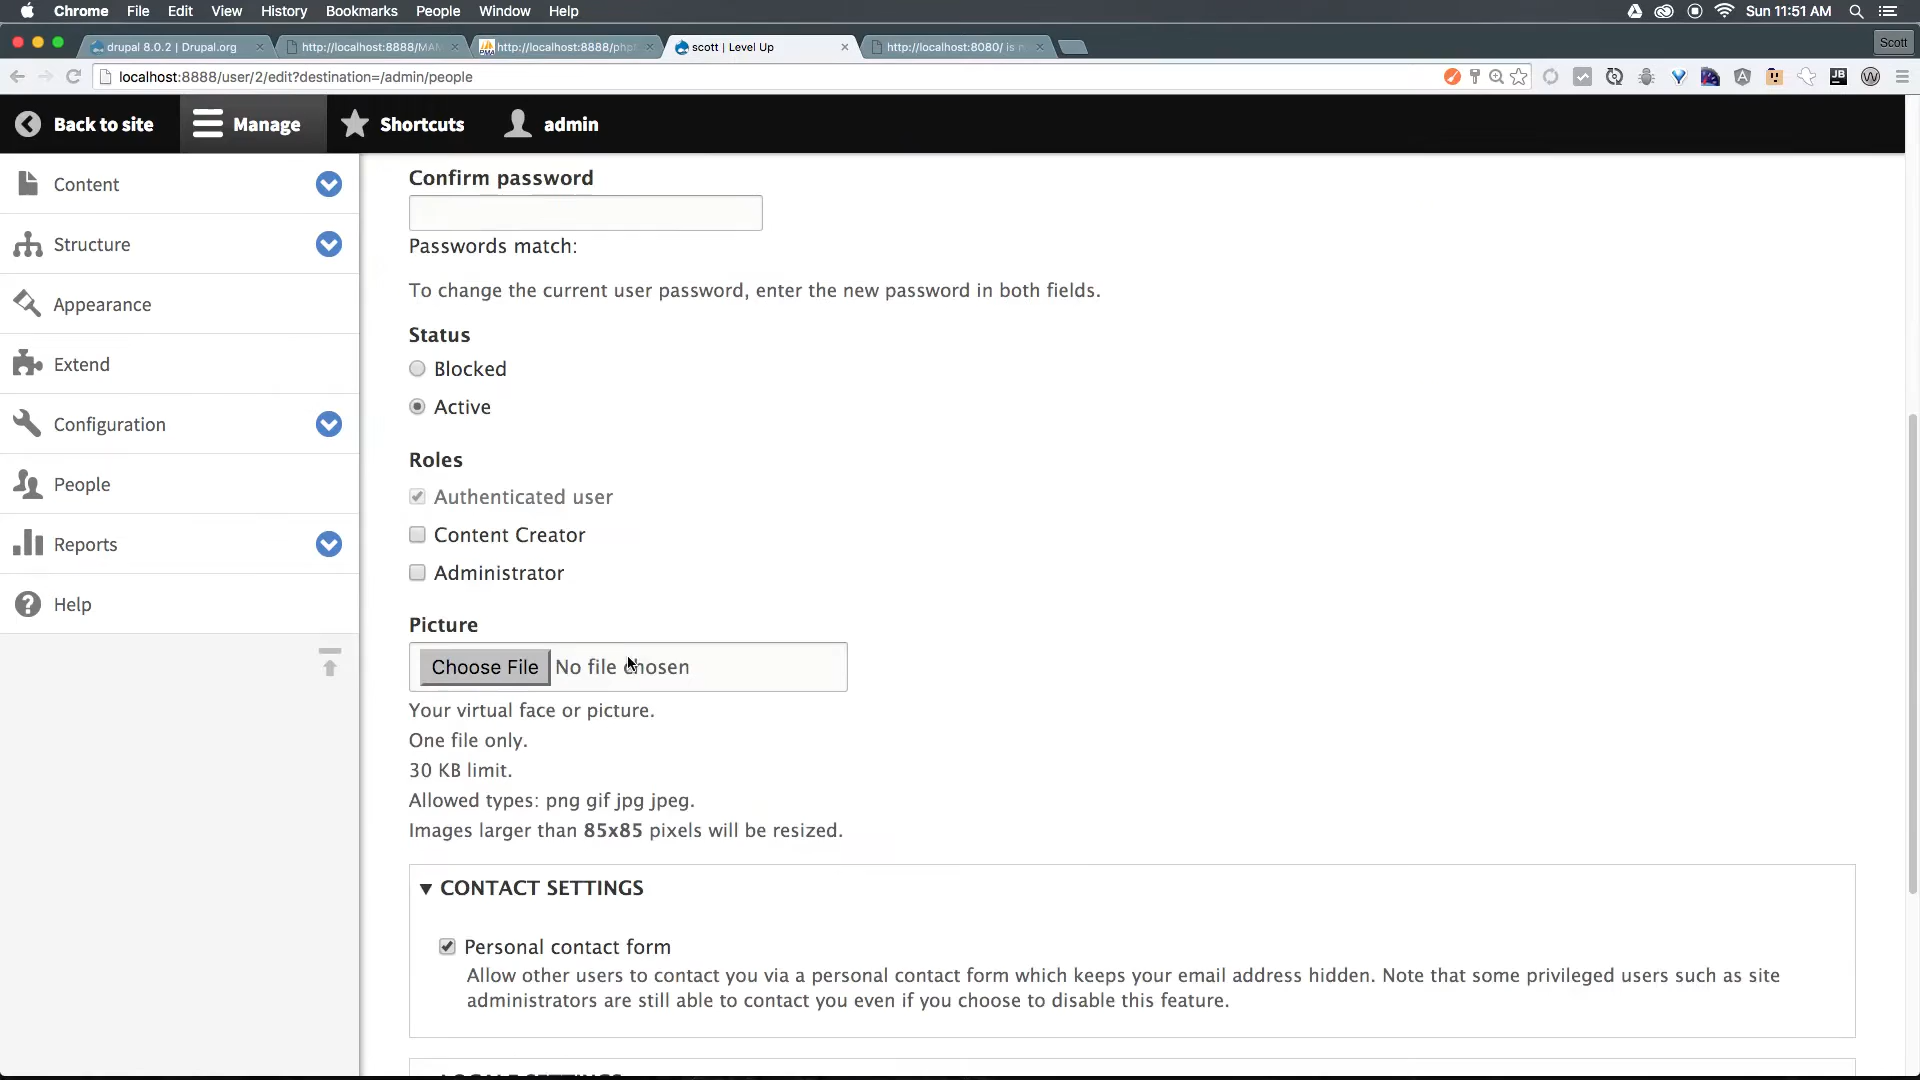 Chrome File Edit View History Bookmarks People Window Help Sun 11:51 AM
drupal 8.0.2 | Drupal.org http://localhost:8888/MAM http://localhost:8888/php scott | Level Up http://localhost:8080/ is n Scott
localhost:8888/user/2/edit?destination=/admin/people
Back to site Manage Shortcuts admin
Content
Structure
Appearance
Extend
Configuration
People
Reports
Help
Confirm password
Passwords match:
To change the current user password, enter the new password in both fields.
Status
Blocked
Active
Roles
Authenticated user
Content Creator
Administrator
Picture
Choose File No file chosen
Your virtual face or picture.
One file only.
30 KB limit.
Allowed types: png gif jpg jpeg.
Images larger than 85x85 pixels will be resized.
CONTACT SETTINGS
Personal contact form
Allow other users to contact you via a personal contact form which keeps your email address hidden. Note that some privileged users such as site
administrators are still able to contact you even if you choose to disable this feature.